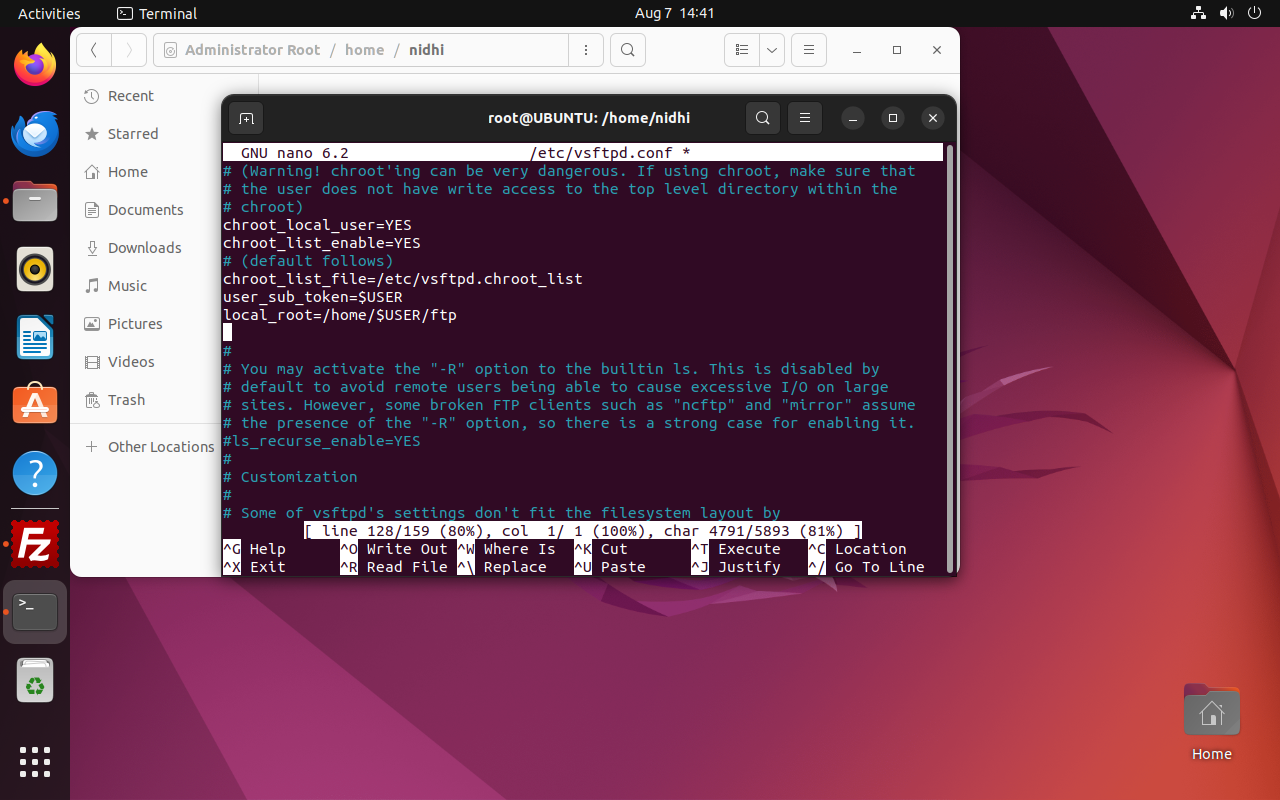 Activities Terminal Aug 7 14:41
Administrator Root / home / nidhi
Recent
Starred
Home
Documents
Downloads
Music
Pictures
Videos
Trash
Other Locations
root@UBUNTU: /home/nidhi
GNU nano 6.2 /etc/vsftpd.conf *
# (Warning! chroot'ing can be very dangerous. If using chroot, make sure that
# the user does not have write access to the top level directory within the
# chroot)
chroot_local_user=YES
chroot_list_enable=YES
# (default follows)
chroot_list_file=/etc/vsftpd.chroot_list
user_sub_token=$USER
local_root=/home/$USER/ftp
#
# You may activate the "-R" option to the builtin ls. This is disabled by
# default to avoid remote users being able to cause excessive I/O on large
# sites. However, some broken FTP clients such as "ncftp" and "mirror" assume
# the presence of the "-R" option, so there is a strong case for enabling it.
#ls_recurse_enable=YES
#
# Customization
#
# Some of vsftpd's settings don't fit the filesystem layout by
[ line 128/159 (80%), col 1/ 1 (100%), char 4791/5893 (81%) ]
^G Help ^O Write Out ^W Where Is ^K Cut ^T Execute ^C Location
^X Exit ^R Read File ^\ Replace ^U Paste ^J Justify ^/ Go To Line
Fz
>_
Home